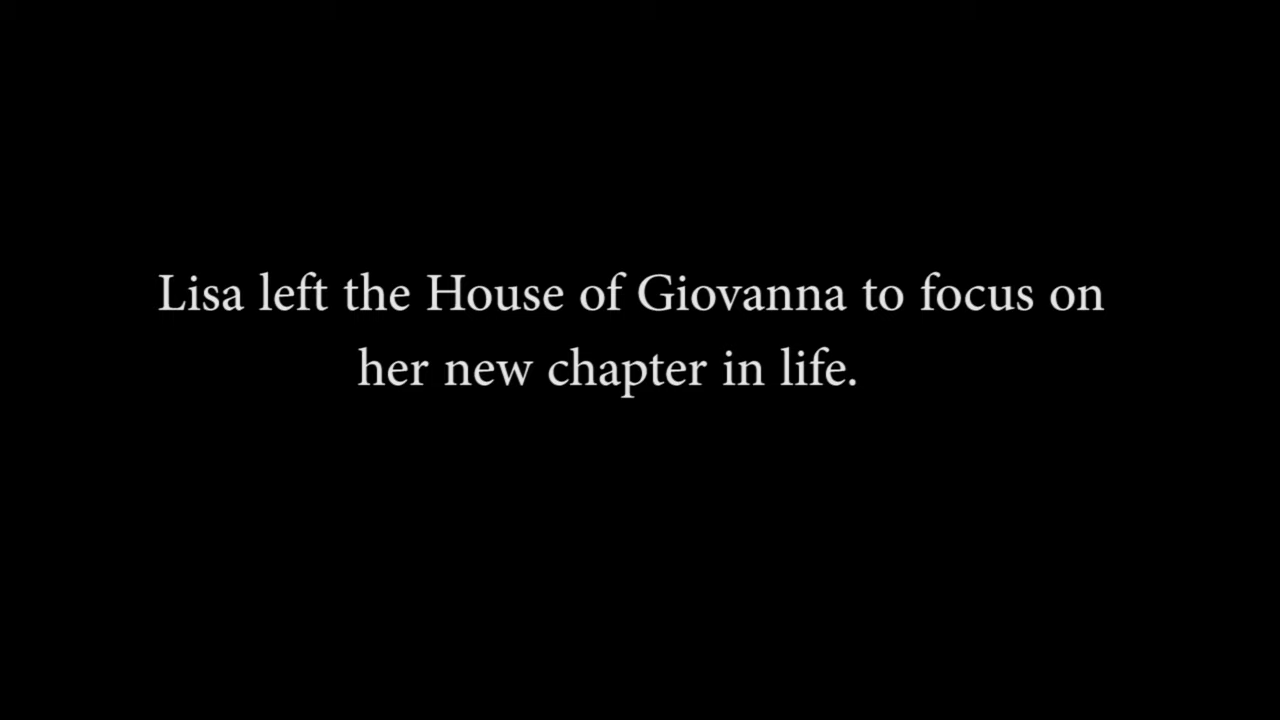 Lisa left the House of Giovanna to focus on
her new chapter in life.